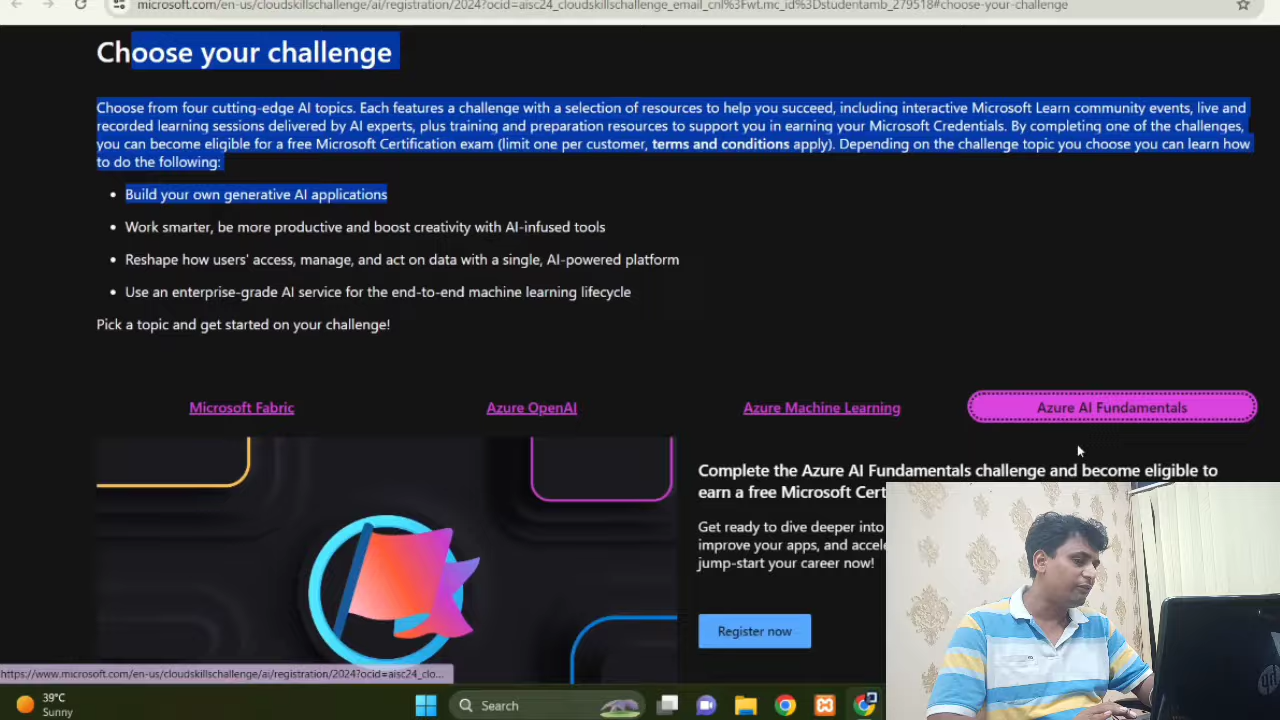 microsoft.com/en-us/cloudskillschallenge/ai/registration/2024?ocid=aisc24_cloudskillschallenge_email_cnl%3Fwt.mc_id%3Dstudentamb_279518#choose-your-challenge
Choose your challenge
Choose from four cutting-edge AI topics. Each features a challenge with a selection of resources to help you succeed, including interactive Microsoft Learn community events, live and
recorded learning sessions delivered by AI experts, plus training and preparation resources to support you in earning your Microsoft Credentials. By completing one of the challenges,
you can become eligible for a free Microsoft Certification exam (limit one per customer, terms and conditions apply). Depending on the challenge topic you choose you can learn how
to do the following:
• Build your own generative AI applications
• Work smarter, be more productive and boost creativity with AI-infused tools
• Reshape how users' access, manage, and act on data with a single, AI-powered platform
• Use an enterprise-grade AI service for the end-to-end machine learning lifecycle
Pick a topic and get started on your challenge!
Microsoft Fabric
Azure OpenAI
Azure Machine Learning
Azure AI Fundamentals
Complete the Azure AI Fundamentals challenge and become eligible to
earn a free Microsoft Cert
Get ready to dive deeper into
improve your apps, and accele
jump-start your career now!
Register now
https://www.microsoft.com/en-us/cloudskillschallenge/ai/registration/2024?ocid=aisc24_clo...
39°C
Sunny
Search